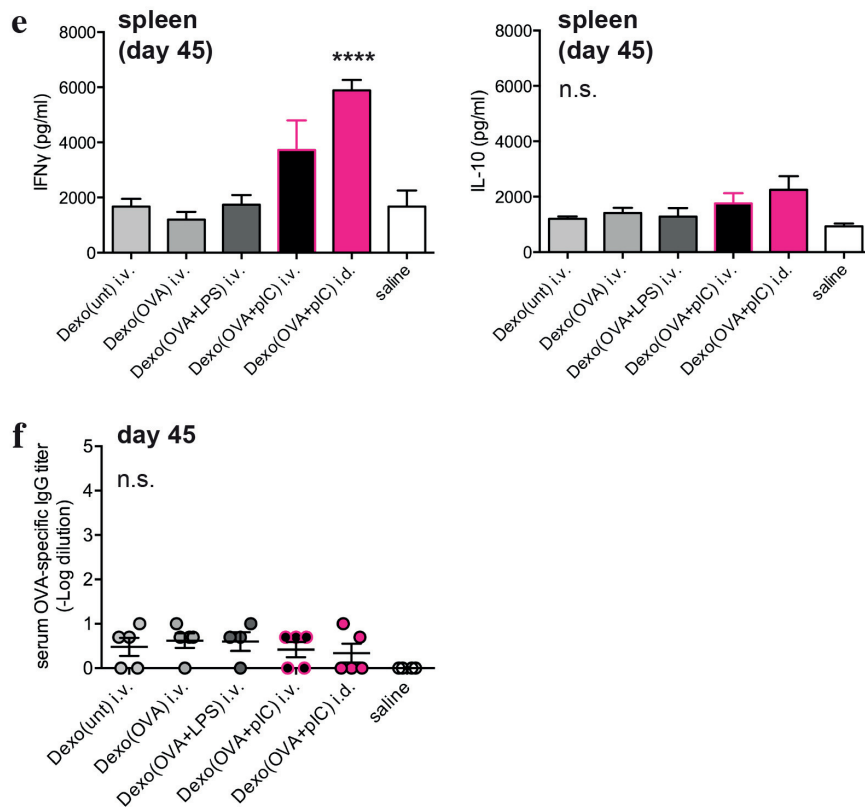 e
spleen
(day 45)
IFNγ (pg/ml)
8000
6000
4000
2000
0
****
Dexo(unt) i.v.
Dexo(OVA) i.v.
Dexo(OVA+LPS) i.v.
Dexo(OVA+pIC) i.v.
Dexo(OVA+pIC) i.d.
saline
spleen
(day 45)
n.s.
IL-10 (pg/ml)
8000
6000
4000
2000
0
Dexo(unt) i.v.
Dexo(OVA) i.v.
Dexo(OVA+LPS) i.v.
Dexo(OVA+pIC) i.v.
Dexo(OVA+pIC) i.d.
saline
f
day 45
n.s.
serum OVA-specific IgG titer
(-Log dilution)
5
4
3
2
1
0
Dexo(unt) i.v.
Dexo(OVA) i.v.
Dexo(OVA+LPS) i.v.
Dexo(OVA+pIC) i.v.
Dexo(OVA+pIC) i.d.
saline